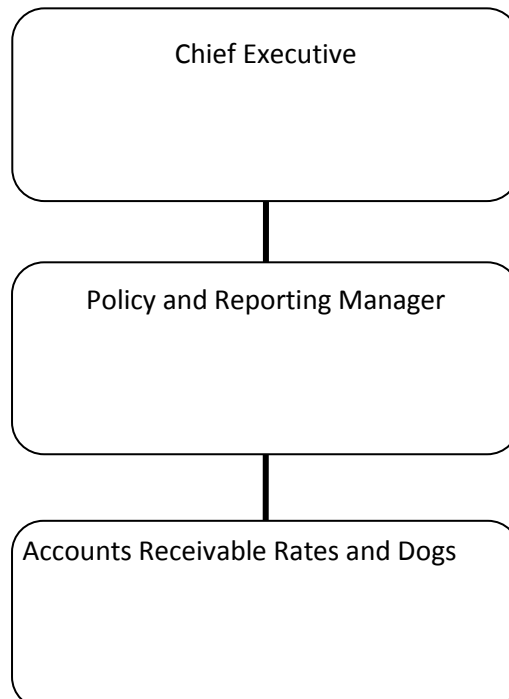 Chief Executive
Policy and Reporting Manager
Accounts Receivable Rates and Dogs